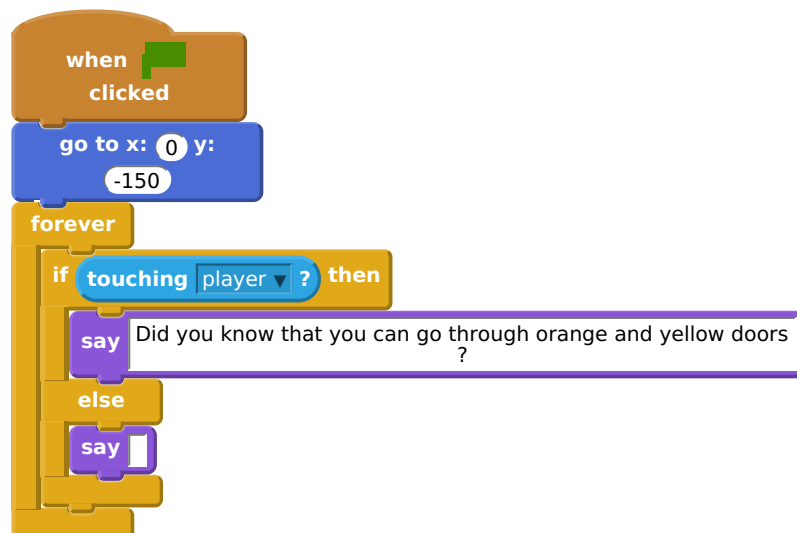 when
clicked
go to x: 0 y:
-150
forever
if touching player ▼ ? then
say Did you know that you can go through orange and yellow doors
?
else
say